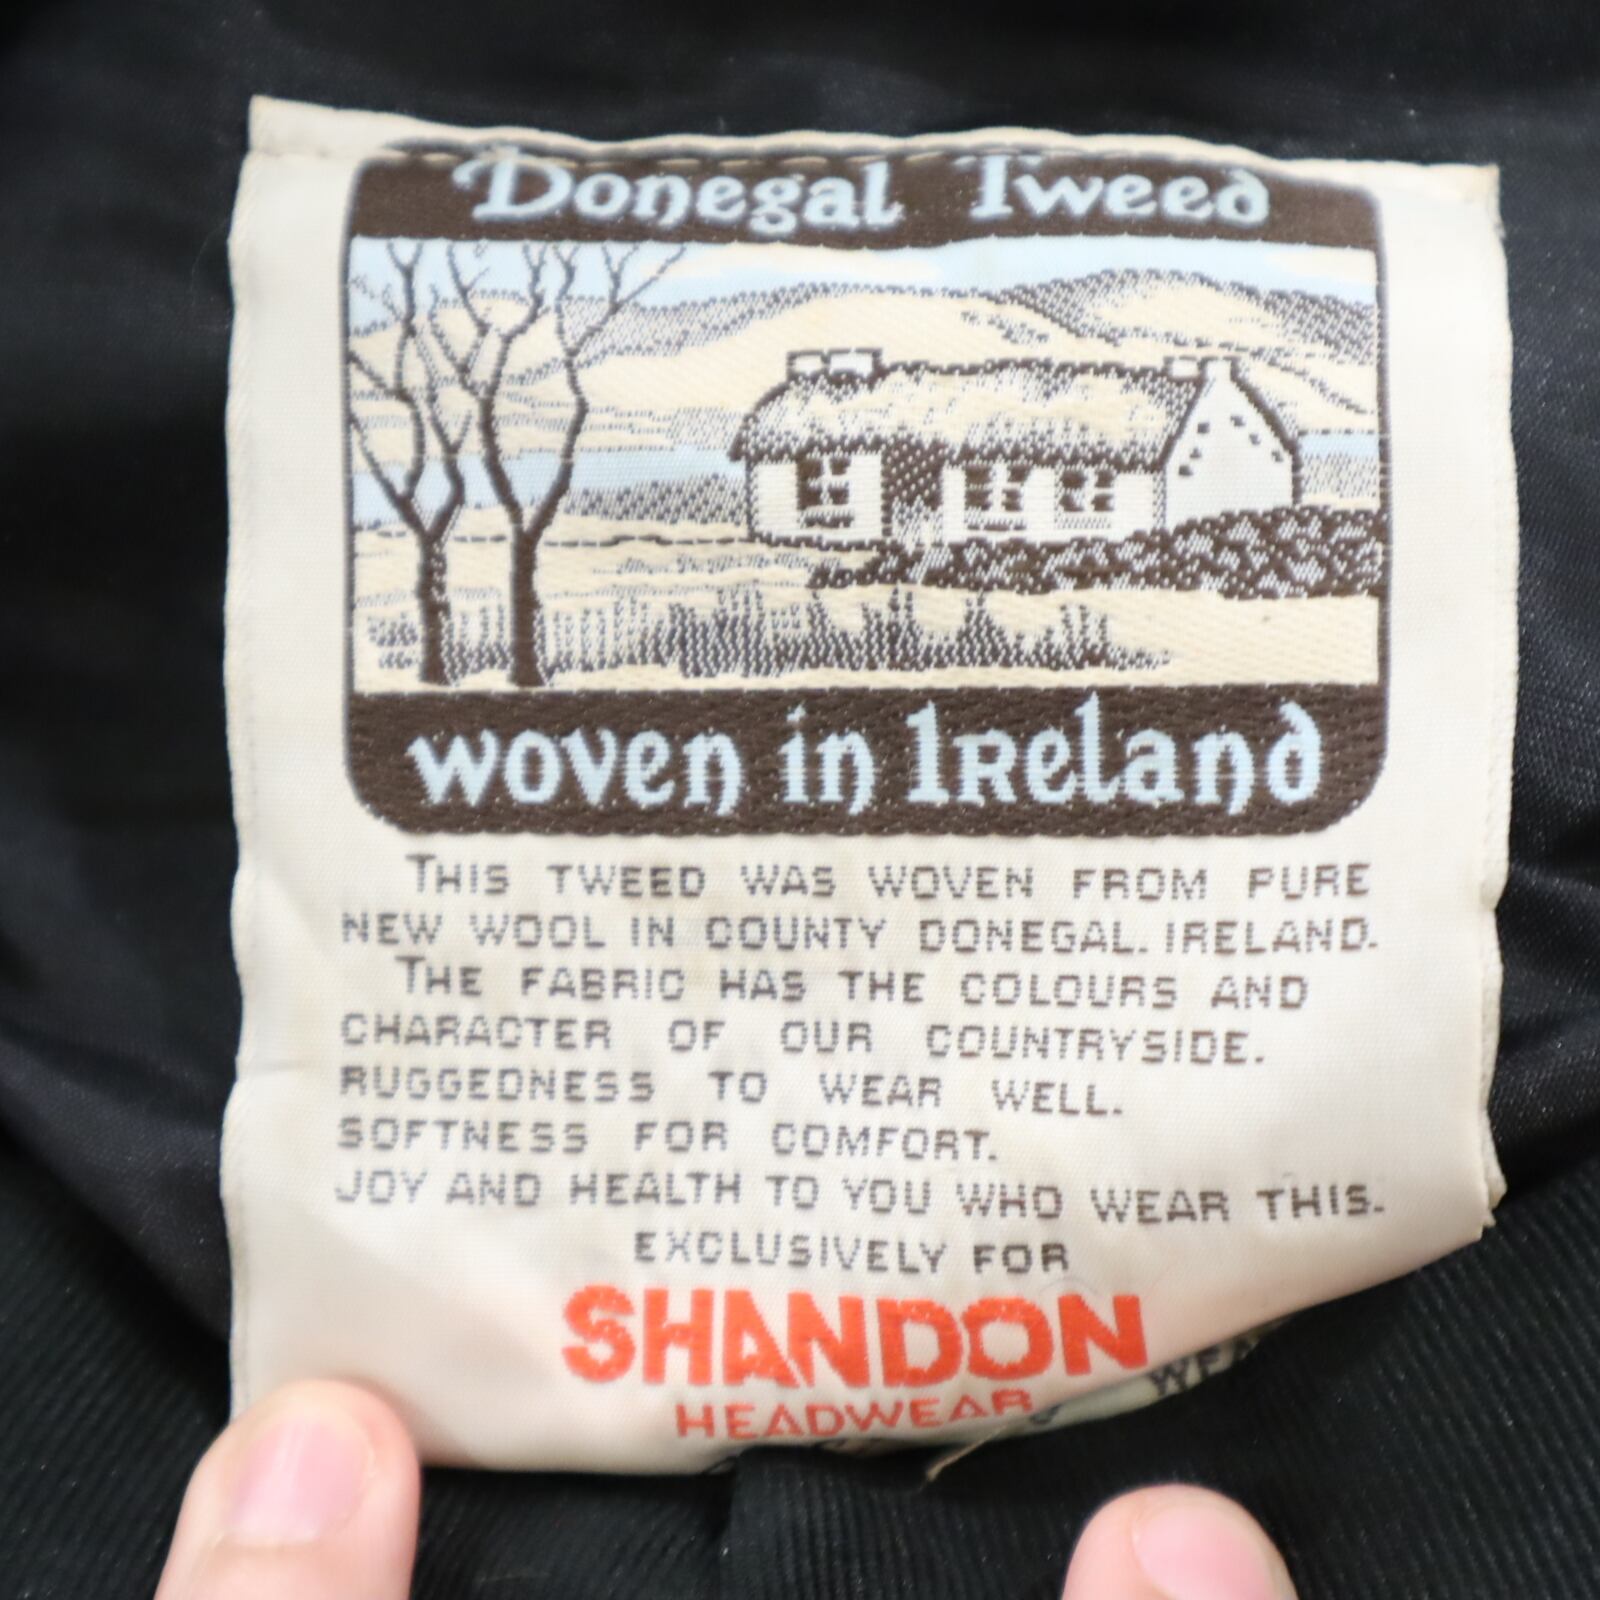 Donegal Tweed
woven in Ireland
THIS TWEED WAS WOVEN FROM PURE
NEW WOOL IN COUNTY DONEGAL. IRELAND.
THE FABRIC HAS THE COLOURS AND
CHARACTER OF OUR COUNTRYSIDE.
RUGGEDNESS TO WEAR WELL.
SOFTNESS FOR COMFORT.
JOY AND HEALTH TO YOU WHO WEAR THIS.
EXCLUSIVELY FOR
SHANDON
HEADWEAR